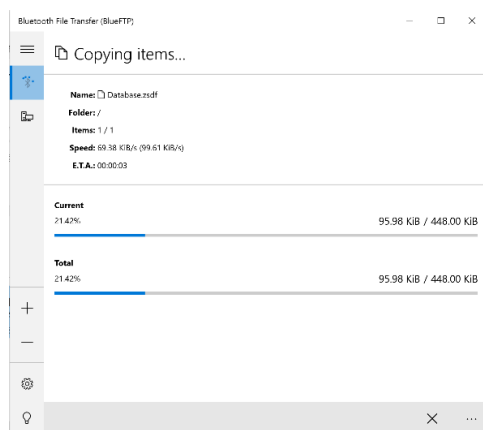 Bluetooth File Transfer (BlueFTP)
Copying items...
Name: Database.zsdf
Folder: /
Items: 1 / 1
Speed: 69.38 KiB/s (99.61 KiB/s)
E.T.A.: 00:00:03
Current
21.42% 95.98 KiB / 448.00 KiB
Total
21.42% 95.98 KiB / 448.00 KiB